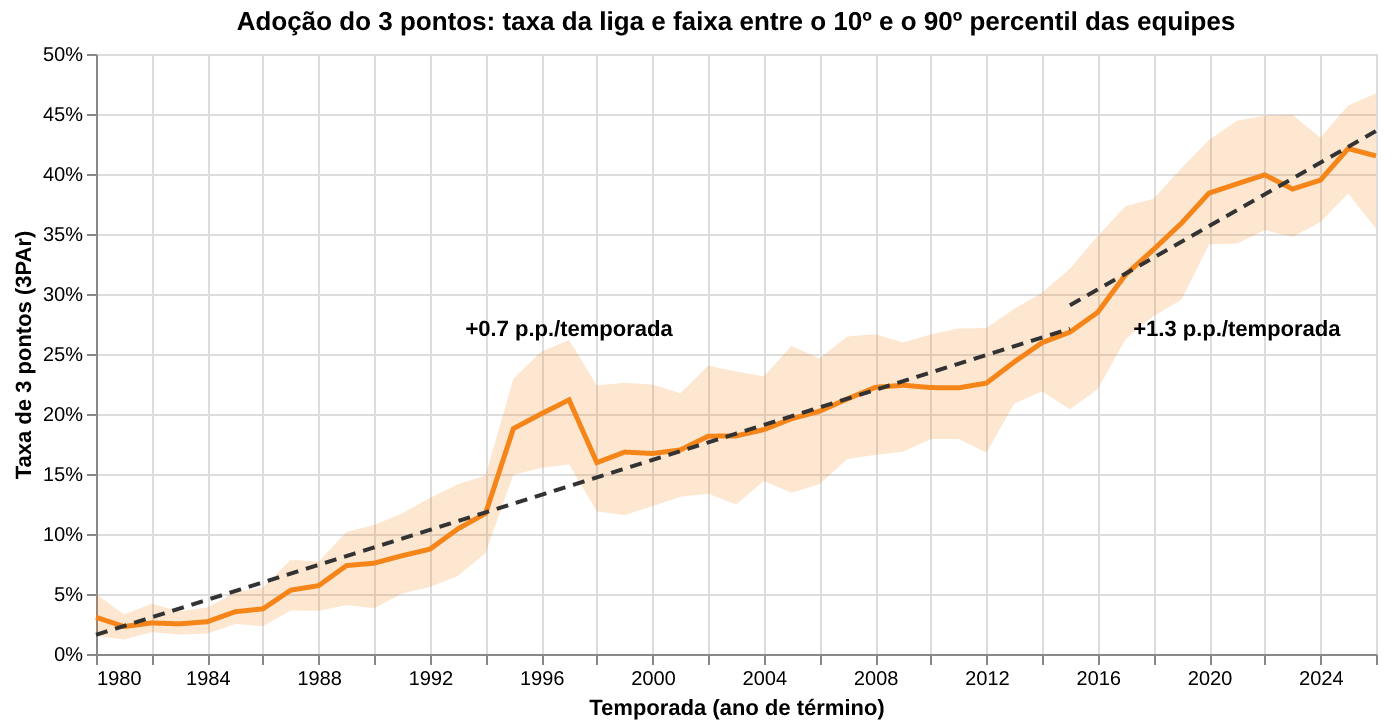 Adoção do 3 pontos: taxa da liga e faixa entre o 10º e o 90º percentil das equipes
50%
45%
40%
35%
30%
25%
20%
15%
10%
5%
0%
Taxa de 3 pontos (3PAr)
+0.7 p.p./temporada
+1.3 p.p./temporada
1980 1984 1988 1992 1996 2000 2004 2008 2012 2016 2020 2024
Temporada (ano de término)